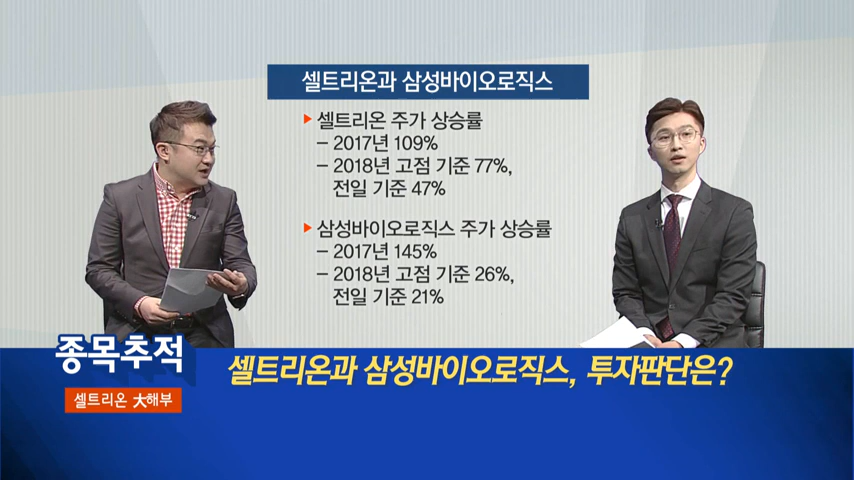 셀트리온과 삼성바이오로직스
▶셀트리온 주가 상승률
– 2017년 109%
– 2018년 고점 기준 77%,
전일 기준 47%
▶삼성바이오로직스 주가 상승률
– 2017년 145%
– 2018년 고점 기준 26%,
전일 기준 21%
종목추적
셀트리온 大해부
셀트리온과 삼성바이오로직스, 투자판단은?